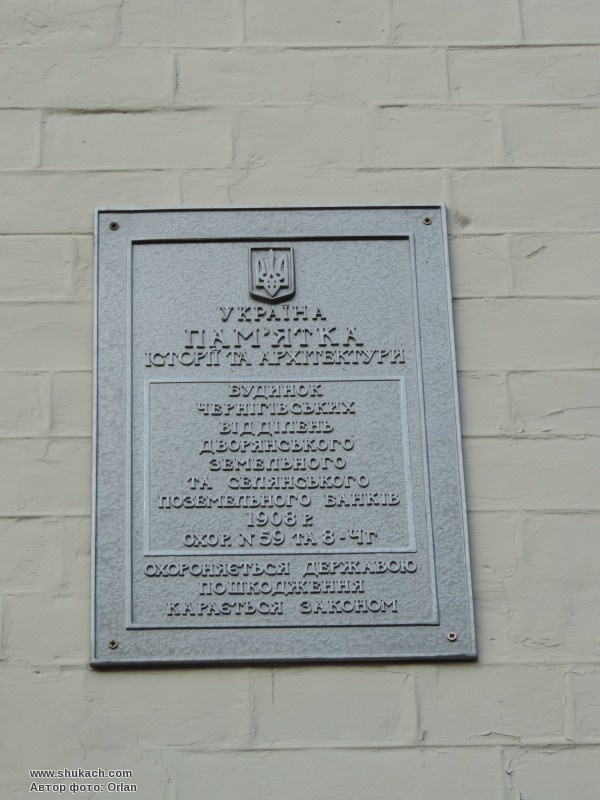 УКРАЇНА
ПАМ'ЯТКА
ІСТОРІЇ ТА АРХІТЕКТУРИ
БУДИНОК
ЧЕРНІГІВСЬКИХ
ВІДДІЛЕНЬ
ДВОРЯНСЬКОГО
ЗЕМЕЛЬНОГО
ТА СЕЛЯНСЬКОГО
ПОЗЕМЕЛЬНОГО БАНКІВ
1908 Р.
ОХОР. N 59 ТА 8-ЧГ
ОХОРОНЯЄТЬСЯ ДЕРЖАВОЮ
ПОШКОДЖЕННЯ
КАРАЄТЬСЯ ЗАКОНОМ
www.shukach.com
Автор фото: Orlan